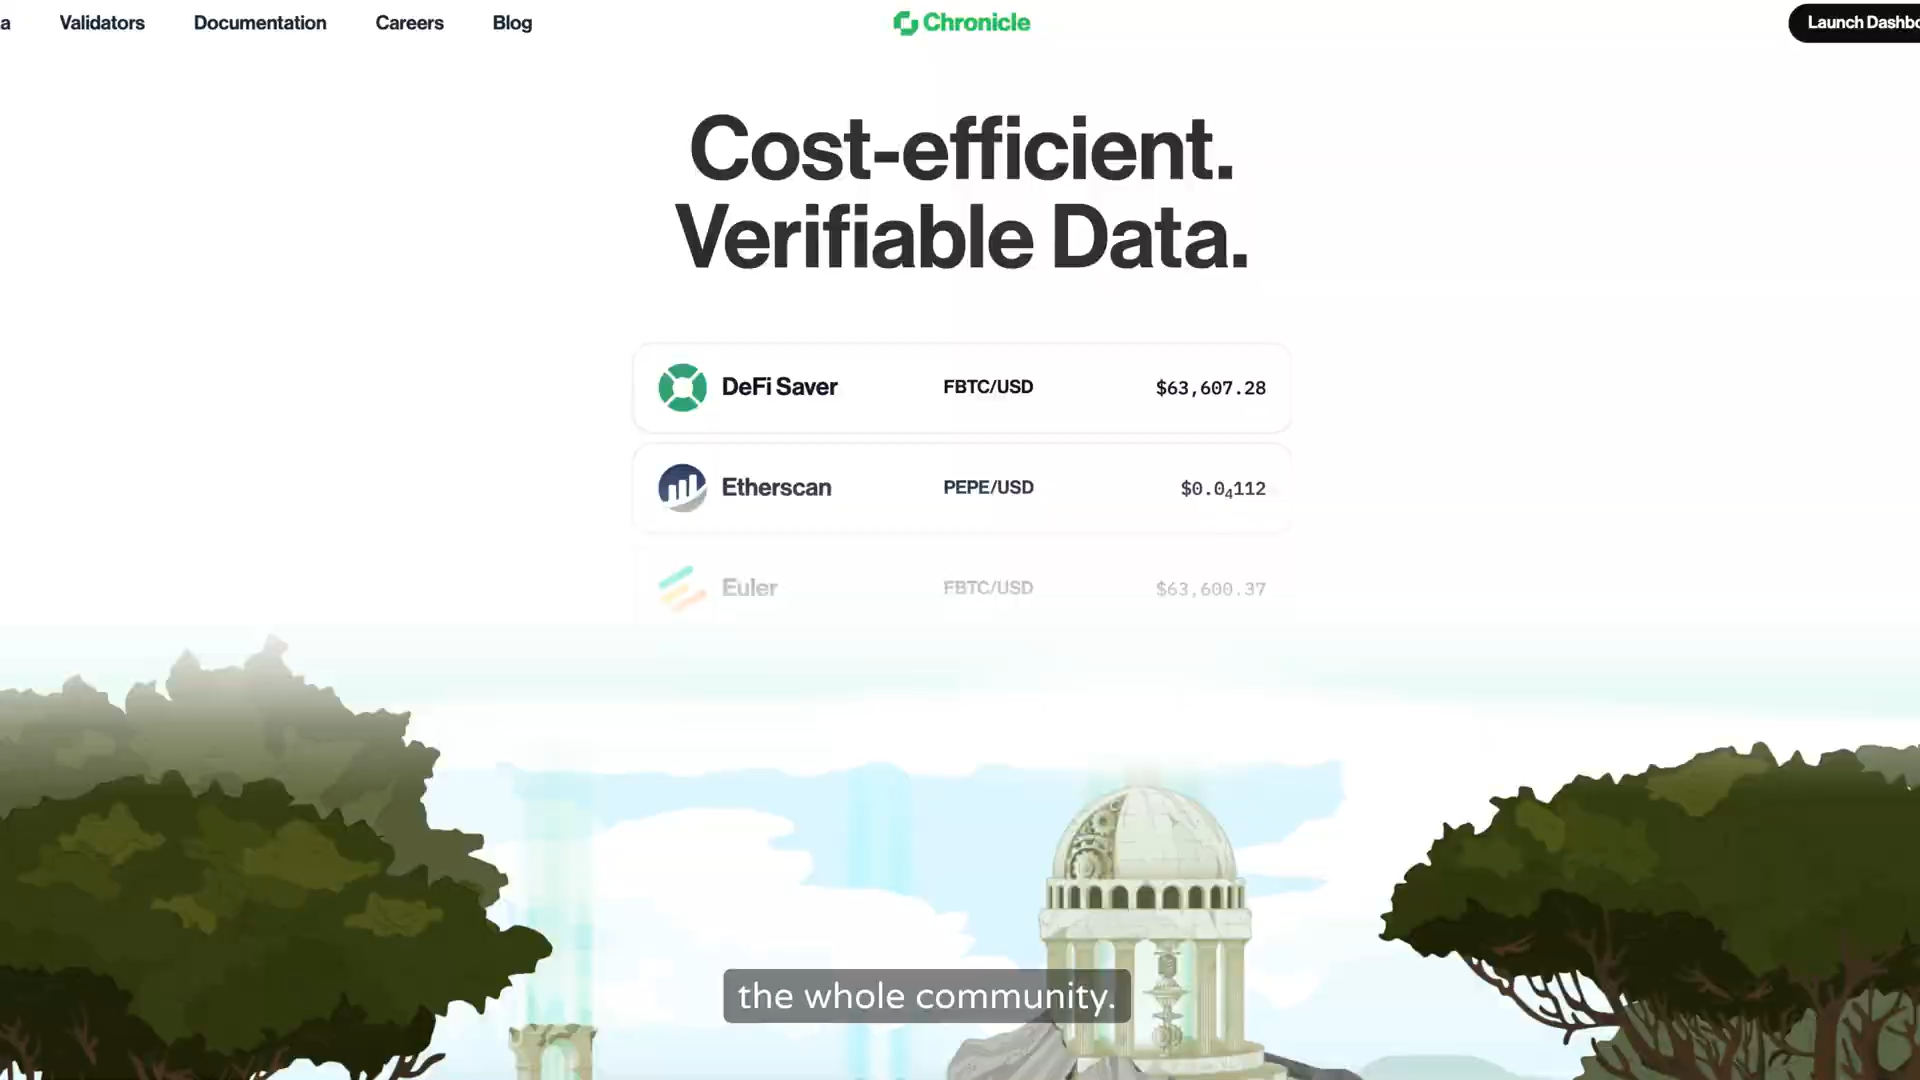 a Validators Documentation Careers Blog Chronicle Launch Dashbo
Cost-efficient.
Verifiable Data.
DeFi Saver FBTC/USD $63,607.28
Etherscan PEPE/USD $0.0₄112
Euler FBTC/USD $63,600.37
the whole community.